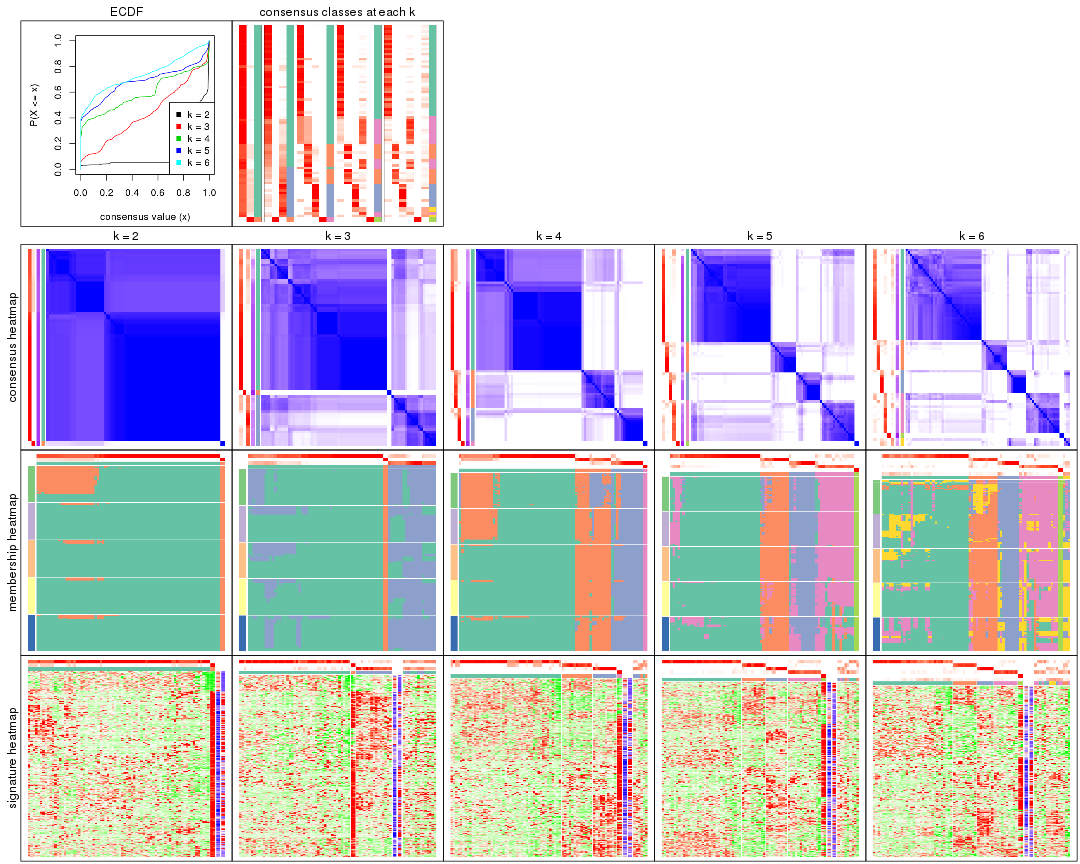 ECDF
consensus classes at each k
P(X <= x)
0.0 0.2 0.4 0.6 0.8 1.0
k = 2
k = 3
k = 4
k = 5
k = 6
0.0 0.2 0.4 0.6 0.8 1.0
consensus value (x)
k = 2
k = 3
k = 4
k = 5
k = 6
consensus heatmap
membership heatmap
signature heatmap